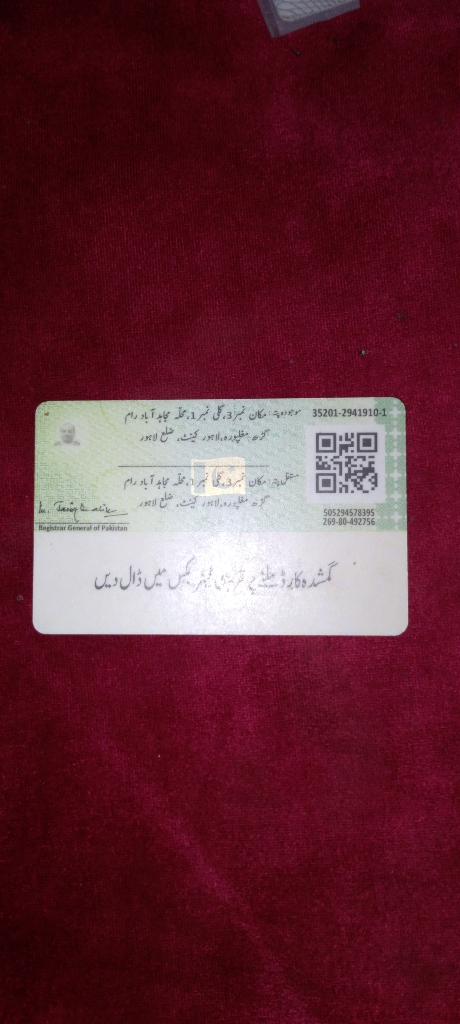 موجودہ پتہ: مکان نمبر 3، گلی نمبر 1، محلہ مجاہد آباد رام
35201-2941910-1
گڑھ مغلپورہ، لاہور کینٹ، ضلع لاہور
مستقل پتہ: مکان نمبر 3، گلی نمبر 1، محلہ مجاہد آباد رام
گڑھ مغلپورہ، لاہور کینٹ، ضلع لاہور
505294578395
269-80-492756
Registrar General of Pakistan
گمشدہ کارڈ ملنے پر قریبی لیٹر بکس میں ڈال دیں